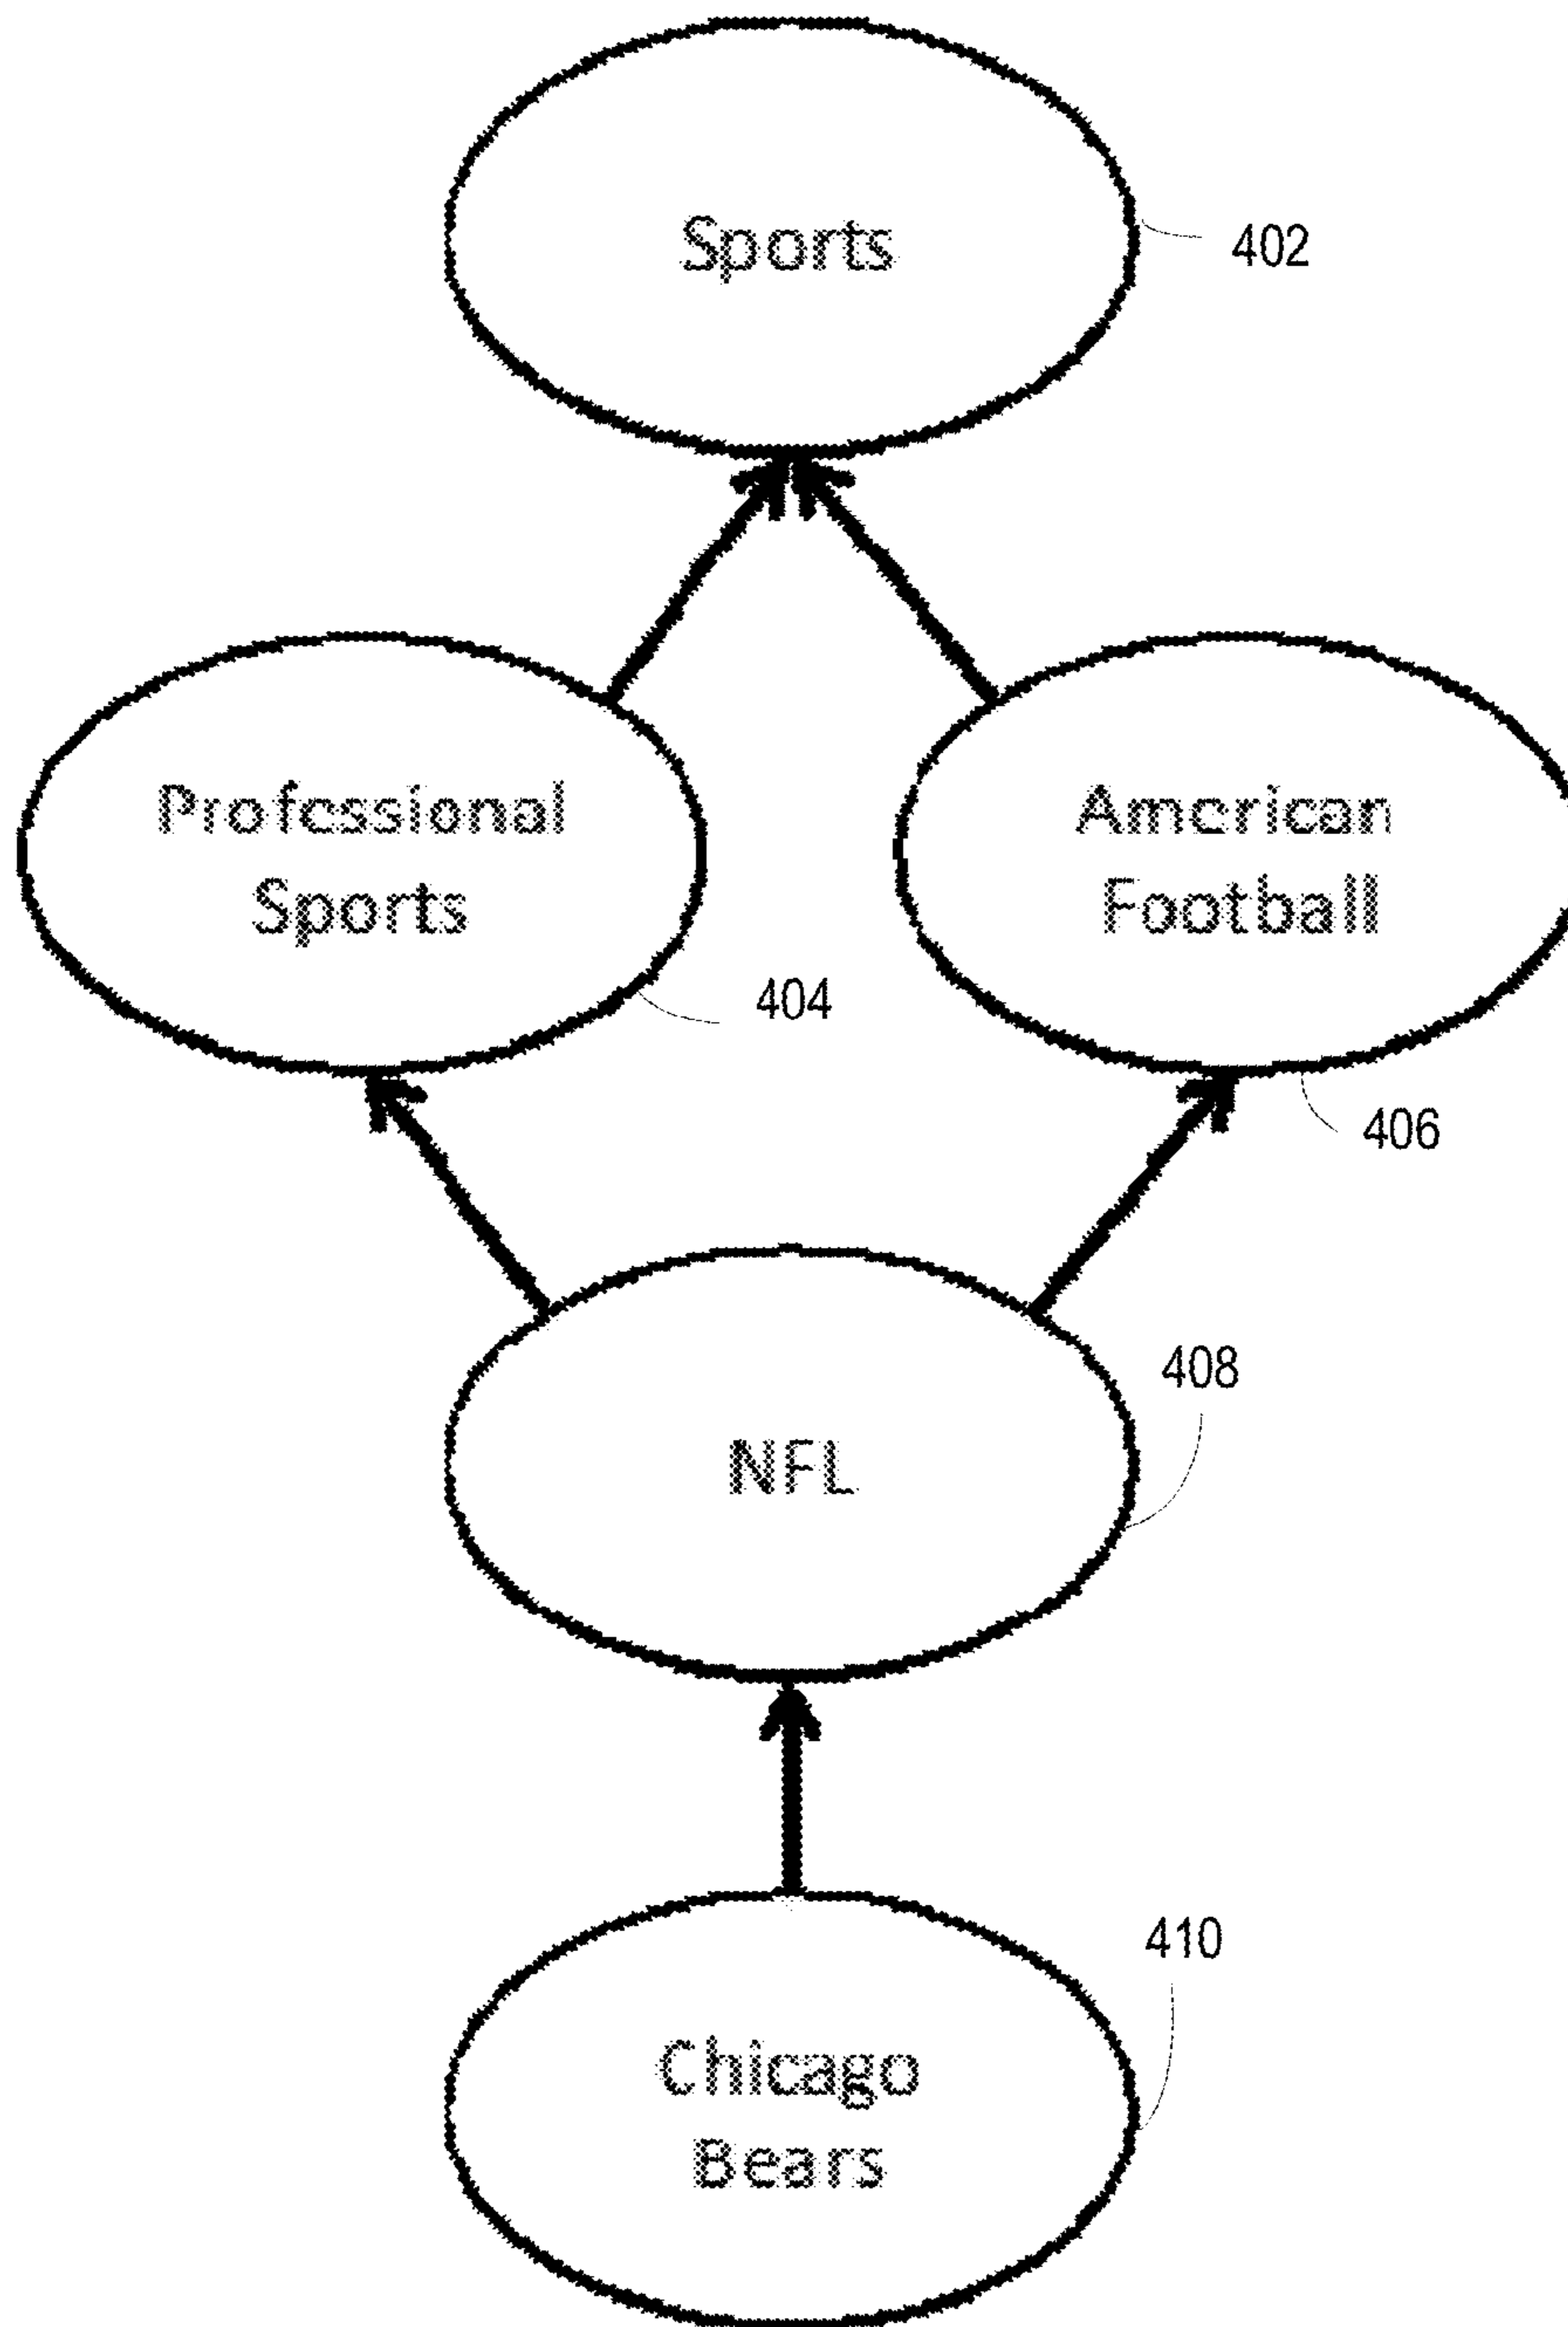 Sports
402
Professional
Sports
404
American
Football
406
NFL
408
Chicago
Bears
410